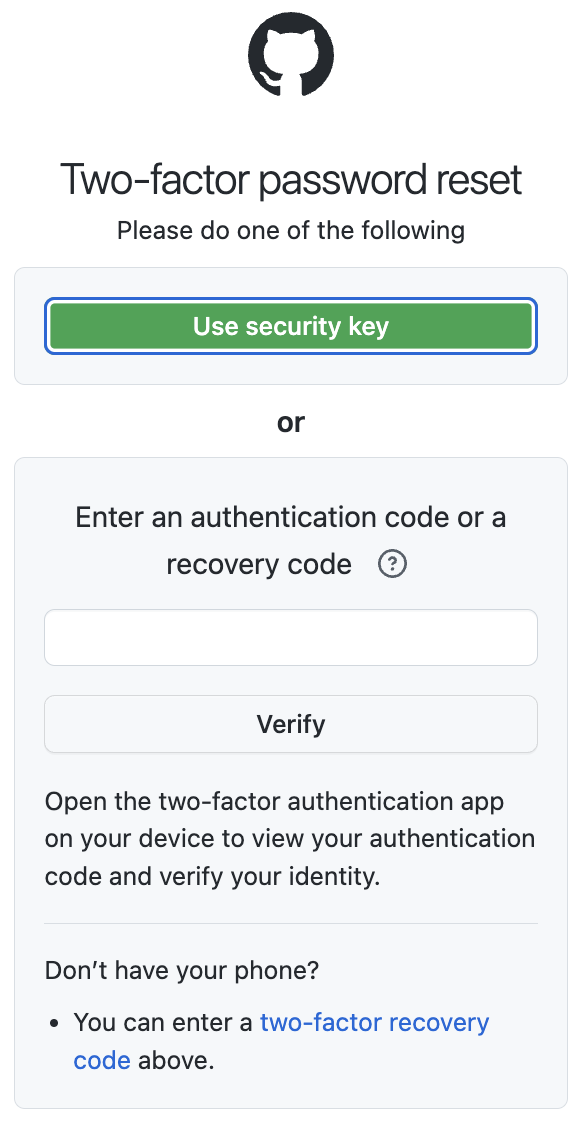 Two-factor password reset
Please do one of the following
Use security key
or
Enter an authentication code or a
recovery code ?
Verify
Open the two-factor authentication app
on your device to view your authentication
code and verify your identity.
Don’t have your phone?
• You can enter a two-factor recovery
code above.